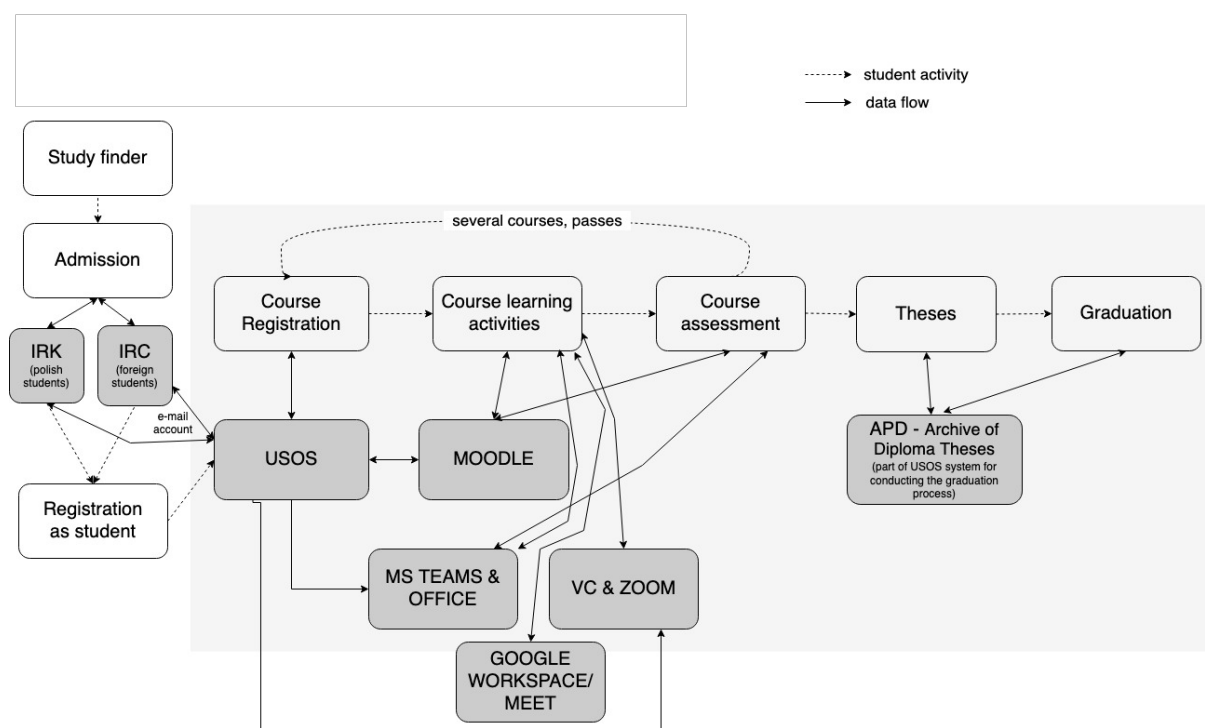 student activity
data flow
Study finder
Admission
several courses, passes
Course
Registration
Course learning
activities
Course
assessment
Theses
Graduation
IRK
(polish
students)
IRC
(foreign
students)
e-mail
account
USOS
MOODLE
APD - Archive of
Diploma Theses
(part of USOS system for
conducting the graduation
process)
Registration
as student
MS TEAMS &
OFFICE
VC & ZOOM
GOOGLE
WORKSPACE/
MEET